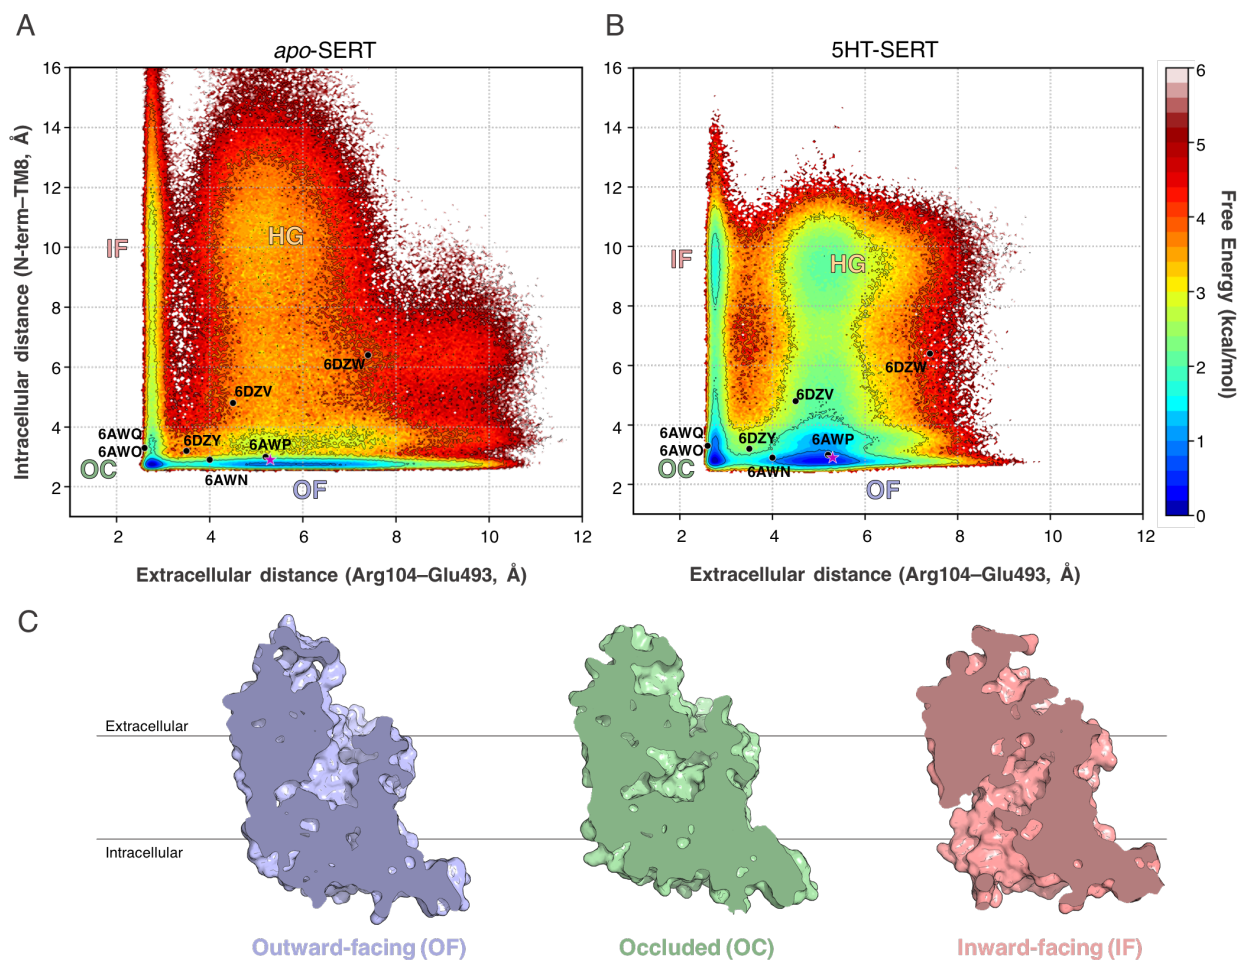 A
B
apo-SERT
5HT-SERT
Intracellular distance (N-term–TM8, Å)
16
14
12
10
8
6
4
2
2
4
6
8
10
12
IF
HG
OC
OF
6DZW
6DZV
6AWQ
6AWO
6DZY
6AWP
6AWN
Extracellular distance (Arg104–Glu493, Å)
16
14
12
10
8
6
4
2
2
4
6
8
10
12
IF
HG
OC
OF
6DZW
6DZV
6AWQ
6AWO
6DZY
6AWP
6AWN
Extracellular distance (Arg104–Glu493, Å)
6
5
4
3
2
1
0
Free Energy (kcal/mol)
C
Extracellular
Intracellular
Outward-facing (OF)
Occluded (OC)
Inward-facing (IF)